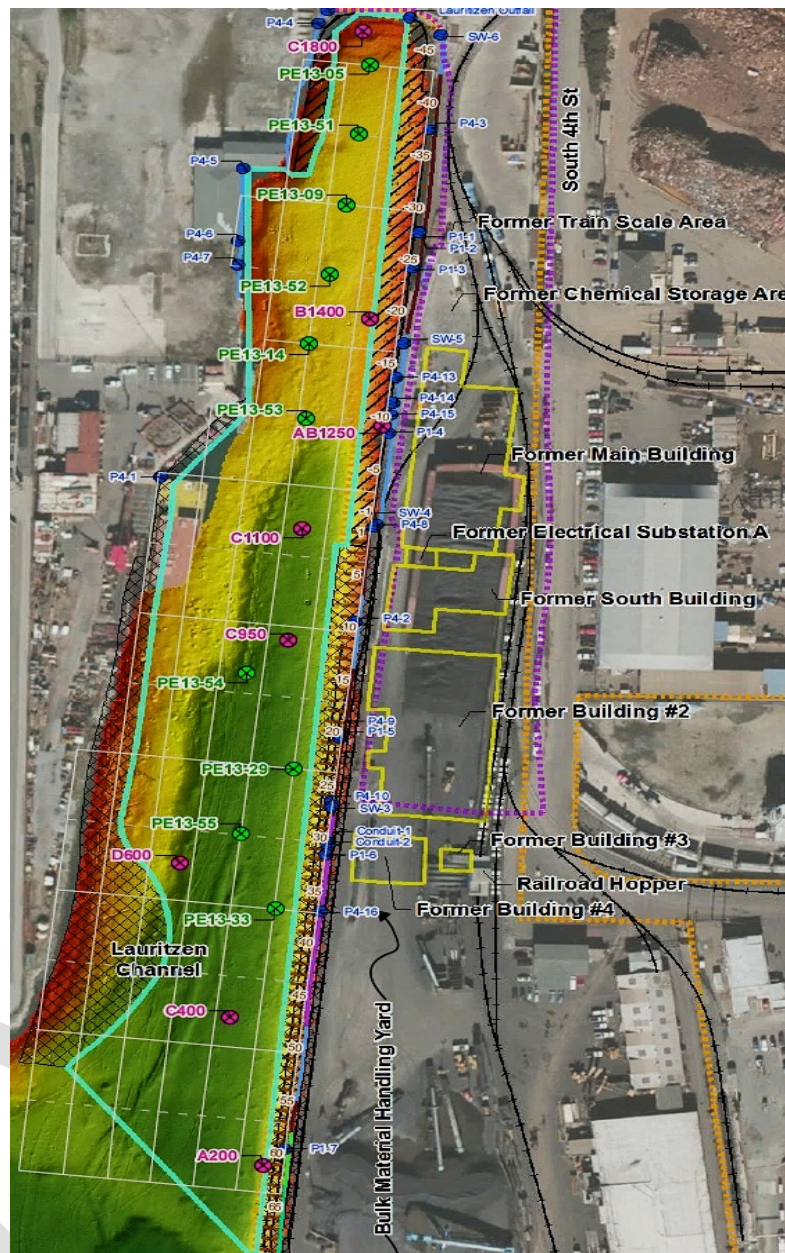 Lauritzen Outfall
P4-4
SW-6
C1800
-45
PE13-05
-40
P4-3
PE13-51
-35
South 4th St
P4-5
PE13-09
-30
Former Train Scale Area
P1-1
P4-6
P1-2
P4-7
-25
P1-3
PE13-52
Former Chemical Storage Are
B1400
-20
SW-5
PE13-14
-15
P4-13
P4-14
PE13-53
-10
P4-15
AB1250
P1-4
Former Main Building
P4-1
-5
SW-4
-1
P4-8
C1100
1
Former Electrical Substation A
5
Former South Building
10
P4-2
C950
PE13-54
15
Former Building #2
P4-9
20
P1-5
PE13-29
25
P4-10
SW-3
PE13-55
30
Conduit-1
Conduit-2
Former Building #3
D600
P1-6
35
Railroad Hopper
PE13-33
P4-16
Former Building #4
40
Lauritzen
Channel
45
C400
50
Bulk Material Handling Yard
55
P1-7
A200
60
65